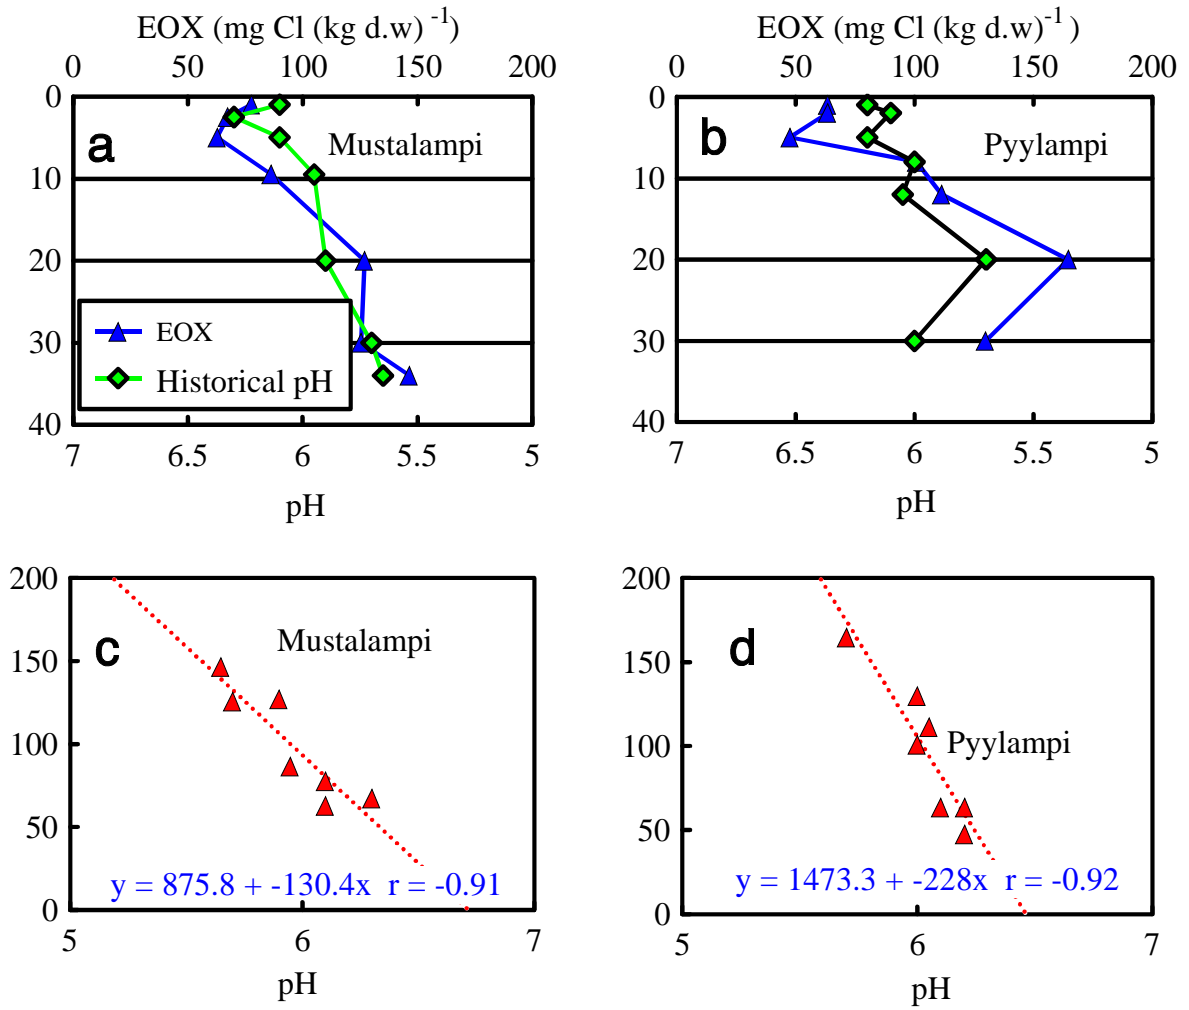 EOX (mg Cl (kg d.w)⁻¹)
0 50 100 150 200
0
10
20
30
40
a
Mustalampi
EOX
Historical pH
7 6.5 6 5.5 5
pH
EOX (mg Cl (kg d.w)⁻¹ )
0 50 100 150 200
0
10
20
30
40
b
Pyylampi
7 6.5 6 5.5 5
pH
200
150
100
50
0
c
Mustalampi
y = 875.8 + -130.4x r = -0.91
5 6 7
pH
200
150
100
50
0
d
Pyylampi
y = 1473.3 + -228x r = -0.92
5 6 7
pH